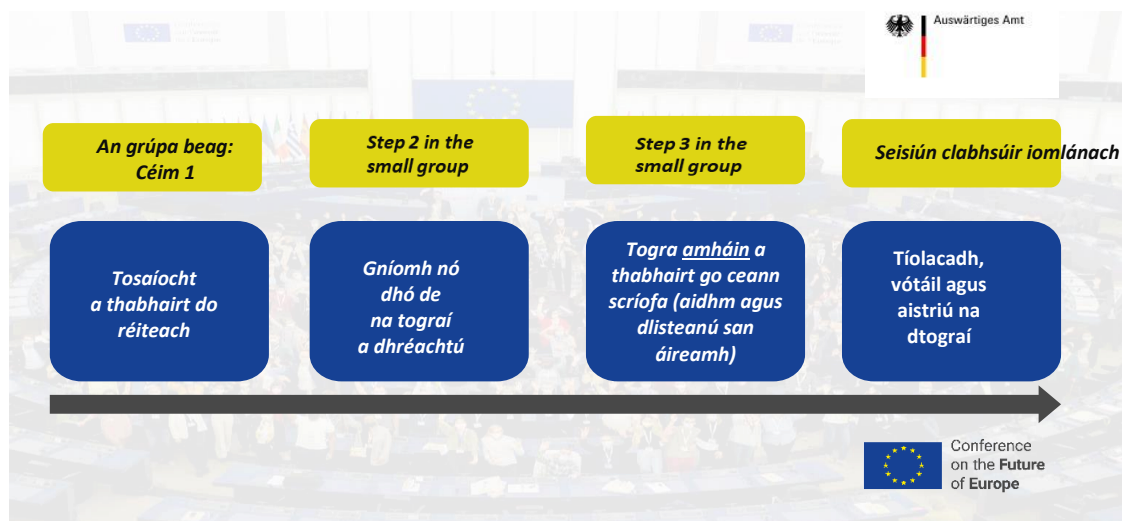 Auswärtiges Amt
An grúpa beag:
Céim 1
Step 2 in the
small group
Step 3 in the
small group
Seisiún clabhsúir iomlánach
Tosaíocht
a thabhairt do
réiteach
Gníomh nó
dhó de
na tograí
a dhréachtú
Togra amháin a
thabhairt go ceann
scríofa (aidhm agus
dlisteanú san
áireamh)
Tíolacadh,
vótáil agus
aistriú na
dtograí
Conference
on the Future
of Europe